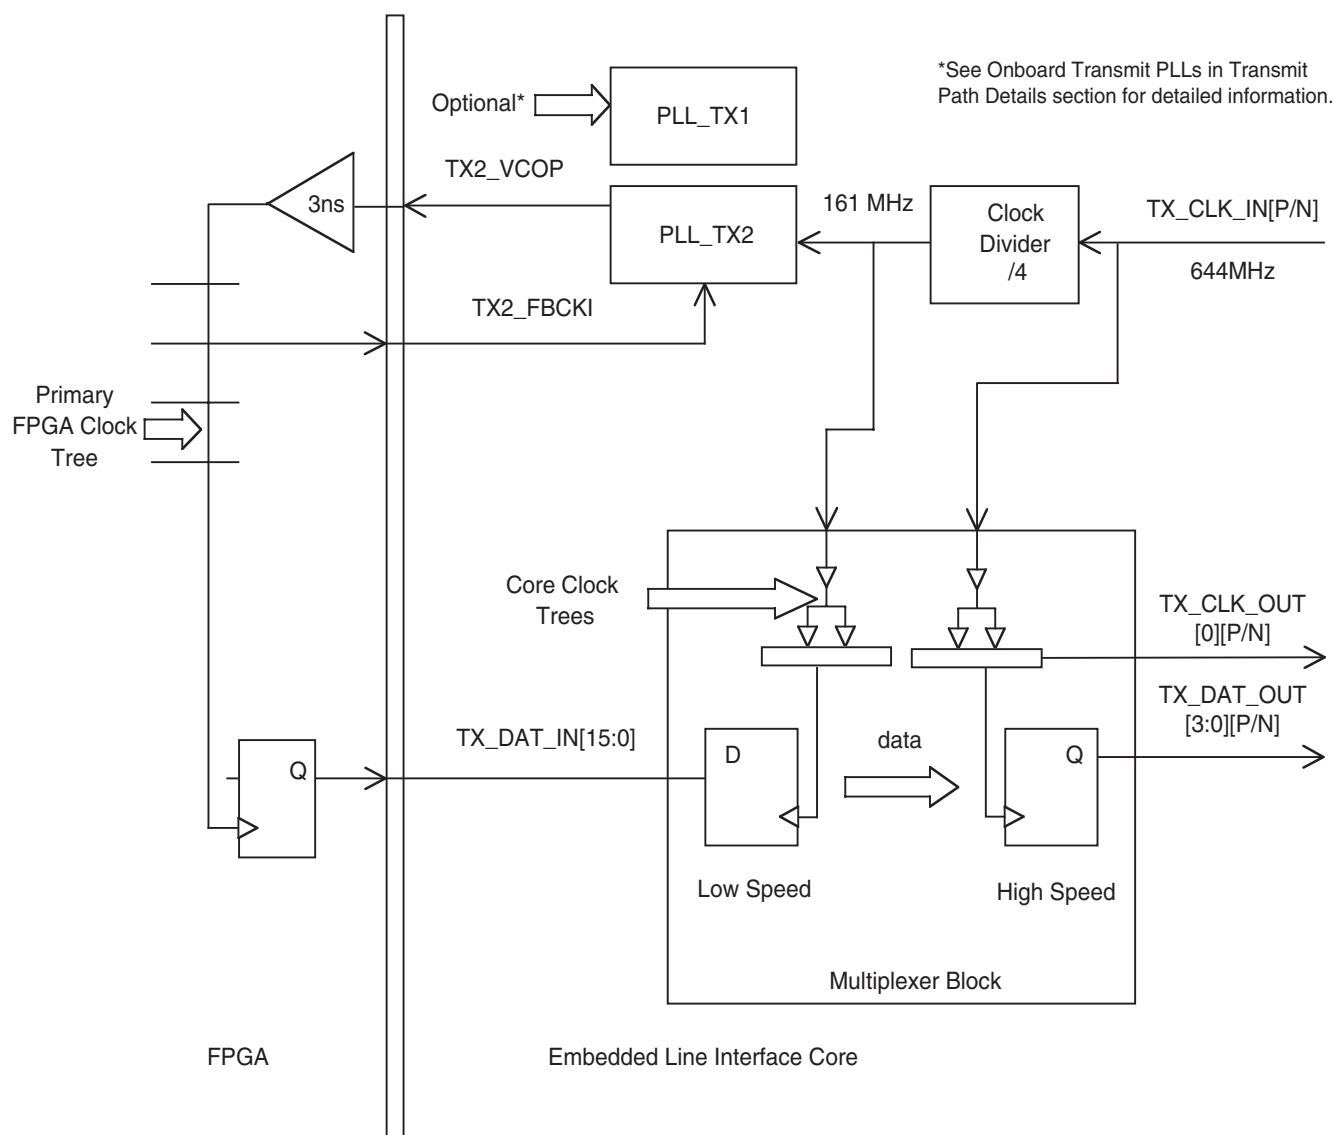 *See Onboard Transmit PLLs in Transmit
Path Details section for detailed information.
Optional*
PLL_TX1
TX2_VCOP
3ns
PLL_TX2
161 MHz
Clock
Divider
/4
TX_CLK_IN[P/N]
644MHz
TX2_FBCKI
Primary
FPGA Clock
Tree
Core Clock
Trees
TX_CLK_OUT
[0][P/N]
TX_DAT_OUT
[3:0][P/N]
Q
TX_DAT_IN[15:0]
D
data
Q
Low Speed
High Speed
Multiplexer Block
FPGA
Embedded Line Interface Core